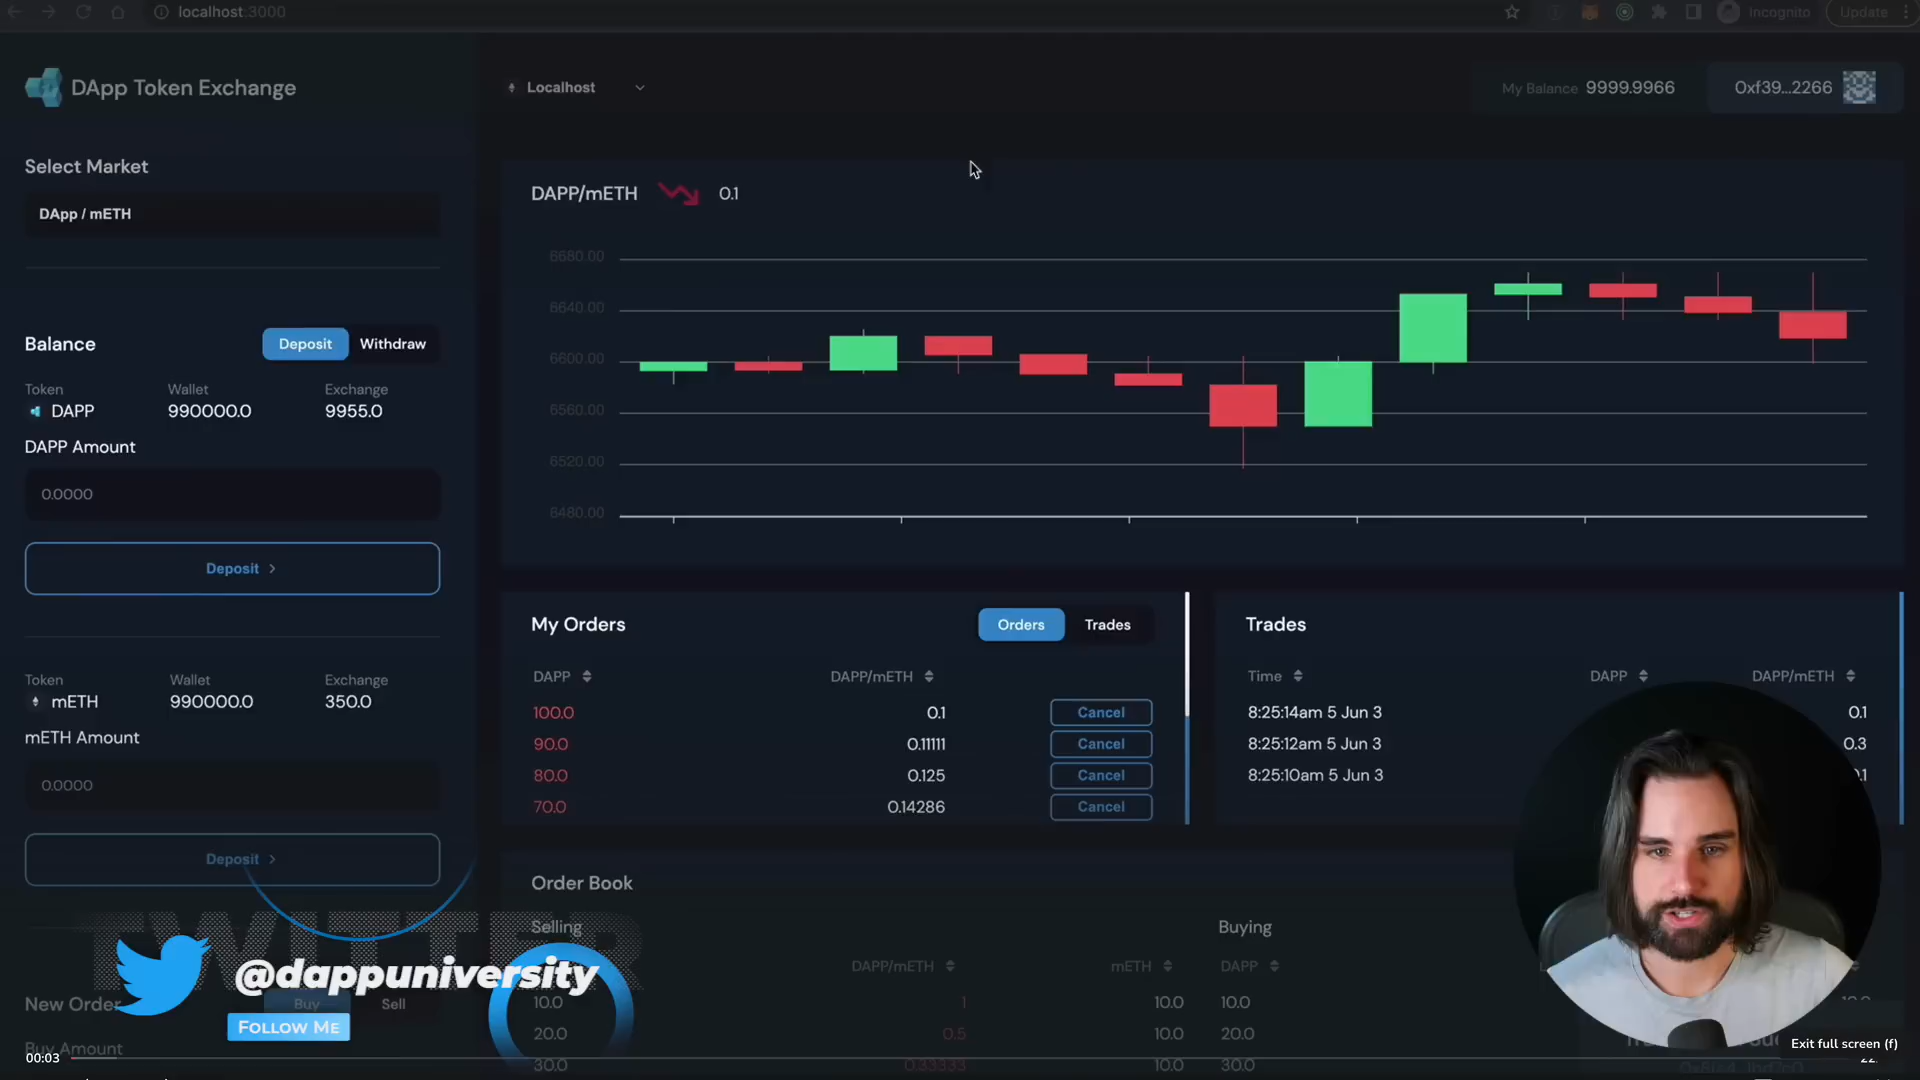 localhost:3000
Incognito
Update
DApp Token Exchange
Localhost
My Balance 9999.9966
0xf39...2266
Select Market
DApp / mETH
DAPP/mETH
0.1
6680.00
6640.00
6600.00
6560.00
6520.00
6480.00
Balance
Deposit
Withdraw
Token Wallet Exchange
DAPP 990000.0 9955.0
DAPP Amount
0.0000
Deposit >
Token Wallet Exchange
mETH 990000.0 350.0
mETH Amount
0.0000
Deposit >
My Orders
Orders
Trades
DAPP DAPP/mETH
100.0 0.1 Cancel
90.0 0.11111 Cancel
80.0 0.125 Cancel
70.0 0.14286 Cancel
Trades
Time DAPP DAPP/mETH
8:25:14am 5 Jun 3 0.1
8:25:12am 5 Jun 3 0.3
8:25:10am 5 Jun 3
Order Book
Selling
Buying
DAPP/mETH mETH DAPP
10.0 1 10.0 10.0
20.0 0.5 10.0 20.0
30.0 0.33333 10.0 30.0
TWITTER
@dappuniversity
FOLLOW ME
New Order
Buy
Sell
Buy Amount
00:03
Exit full screen (f)